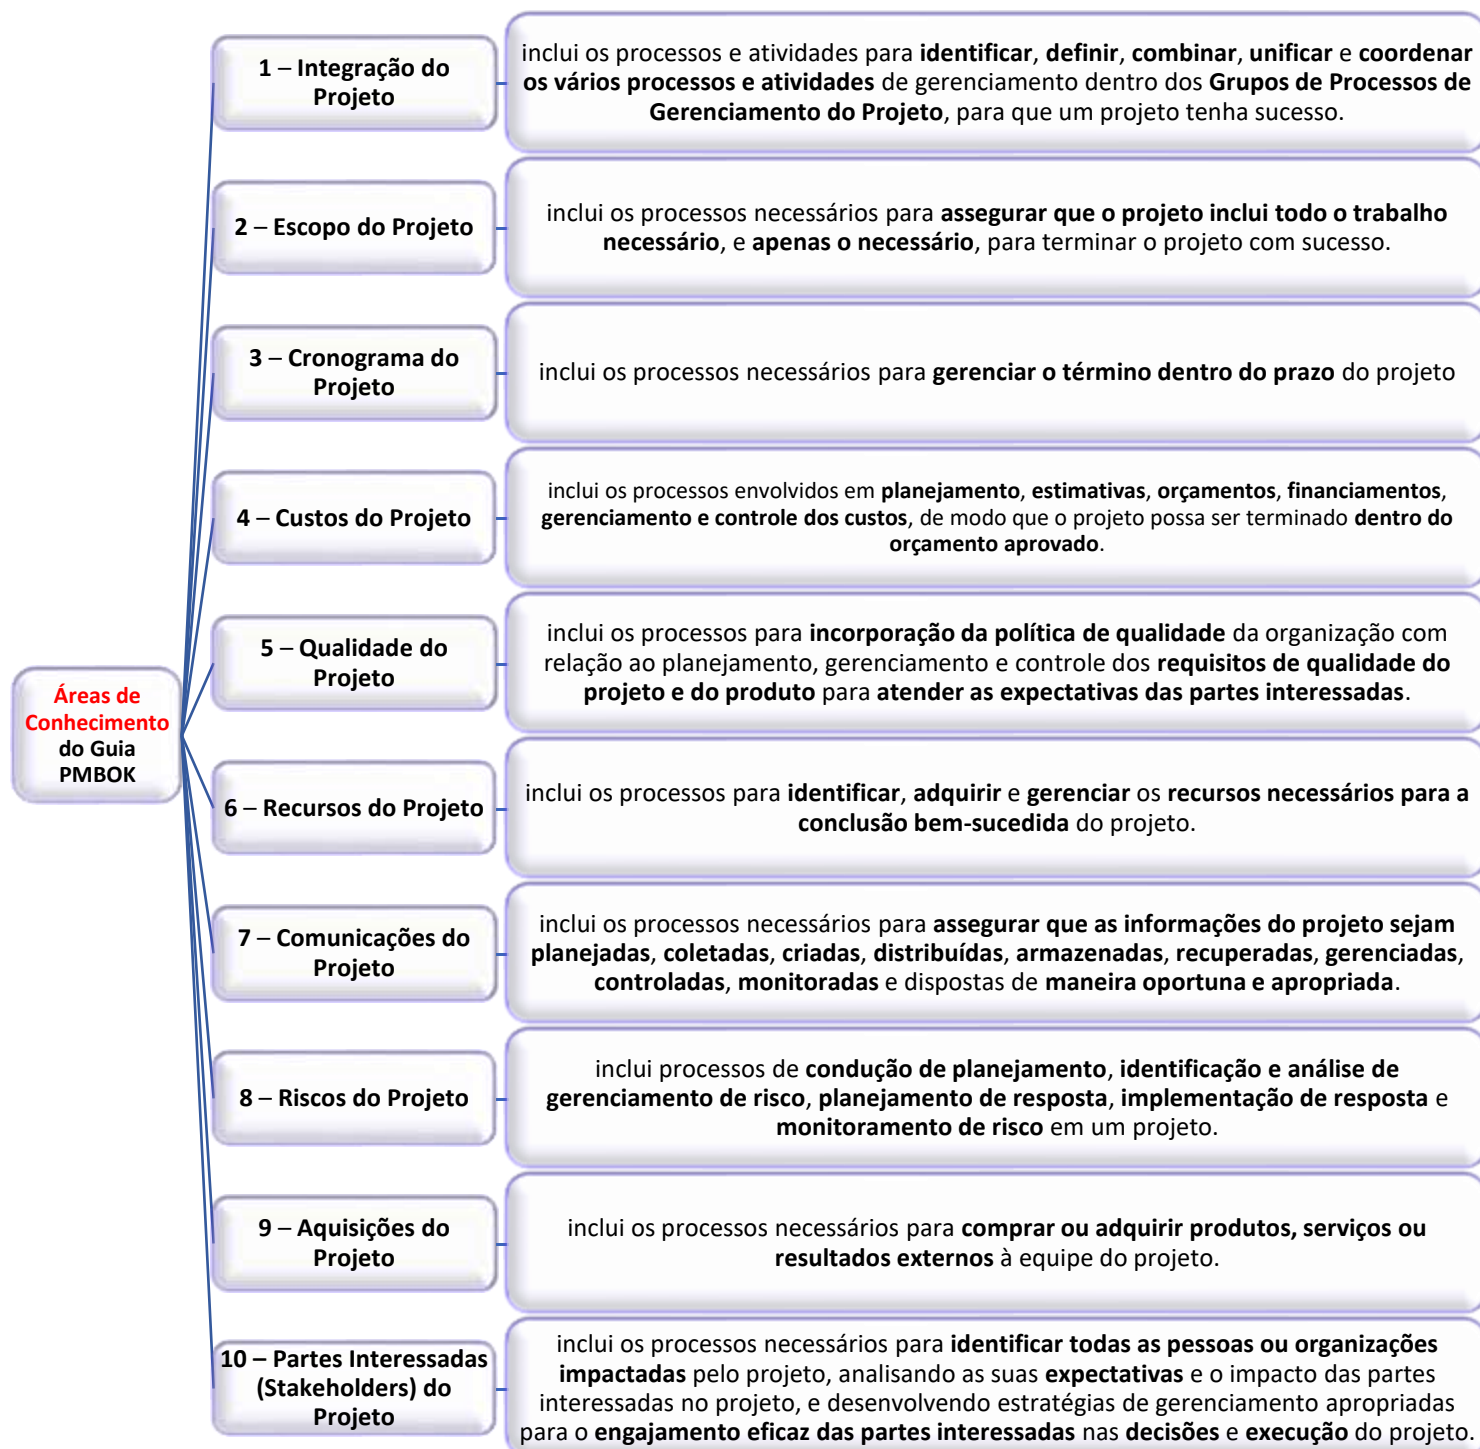 Áreas de
Conhecimento
do Guia
PMBOK
1 – Integração do
Projeto
inclui os processos e atividades para identificar, definir, combinar, unificar e coordenar
os vários processos e atividades de gerenciamento dentro dos Grupos de Processos de
Gerenciamento do Projeto, para que um projeto tenha sucesso.
2 – Escopo do Projeto
inclui os processos necessários para assegurar que o projeto inclui todo o trabalho
necessário, e apenas o necessário, para terminar o projeto com sucesso.
3 – Cronograma do
Projeto
inclui os processos necessários para gerenciar o término dentro do prazo do projeto
4 – Custos do Projeto
inclui os processos envolvidos em planejamento, estimativas, orçamentos, financiamentos,
gerenciamento e controle dos custos, de modo que o projeto possa ser terminado dentro do
orçamento aprovado.
5 – Qualidade do
Projeto
inclui os processos para incorporação da política de qualidade da organização com
relação ao planejamento, gerenciamento e controle dos requisitos de qualidade do
projeto e do produto para atender as expectativas das partes interessadas.
6 – Recursos do Projeto
inclui os processos para identificar, adquirir e gerenciar os recursos necessários para a
conclusão bem-sucedida do projeto.
7 – Comunicações do
Projeto
inclui os processos necessários para assegurar que as informações do projeto sejam
planejadas, coletadas, criadas, distribuídas, armazenadas, recuperadas, gerenciadas,
controladas, monitoradas e dispostas de maneira oportuna e apropriada.
8 – Riscos do Projeto
inclui processos de condução de planejamento, identificação e análise de
gerenciamento de risco, planejamento de resposta, implementação de resposta e
monitoramento de risco em um projeto.
9 – Aquisições do
Projeto
inclui os processos necessários para comprar ou adquirir produtos, serviços ou
resultados externos à equipe do projeto.
10 – Partes Interessadas
(Stakeholders) do
Projeto
inclui os processos necessários para identificar todas as pessoas ou organizações
impactadas pelo projeto, analisando as suas expectativas e o impacto das partes
interessadas no projeto, e desenvolvendo estratégias de gerenciamento apropriadas
para o engajamento eficaz das partes interessadas nas decisões e execução do projeto.